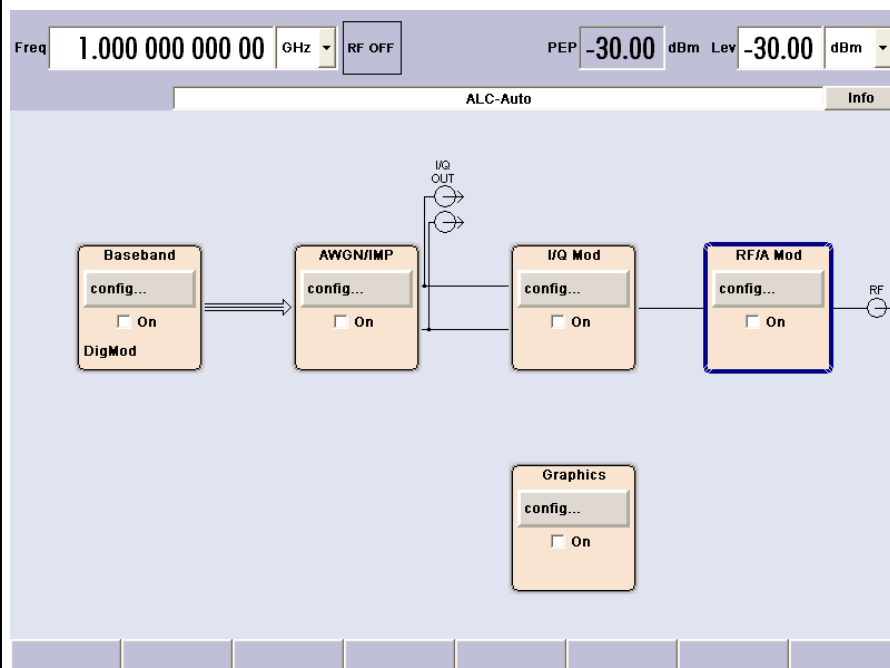 Freq 1.000 000 000 00 GHz RF OFF PEP -30.00 dBm Lev -30.00 dBm
ALC-Auto Info
I/Q
OUT
Baseband AWGN/IMP I/Q Mod RF/A Mod
config... config... config... config... RF
On On On On
DigMod
Graphics
config...
On